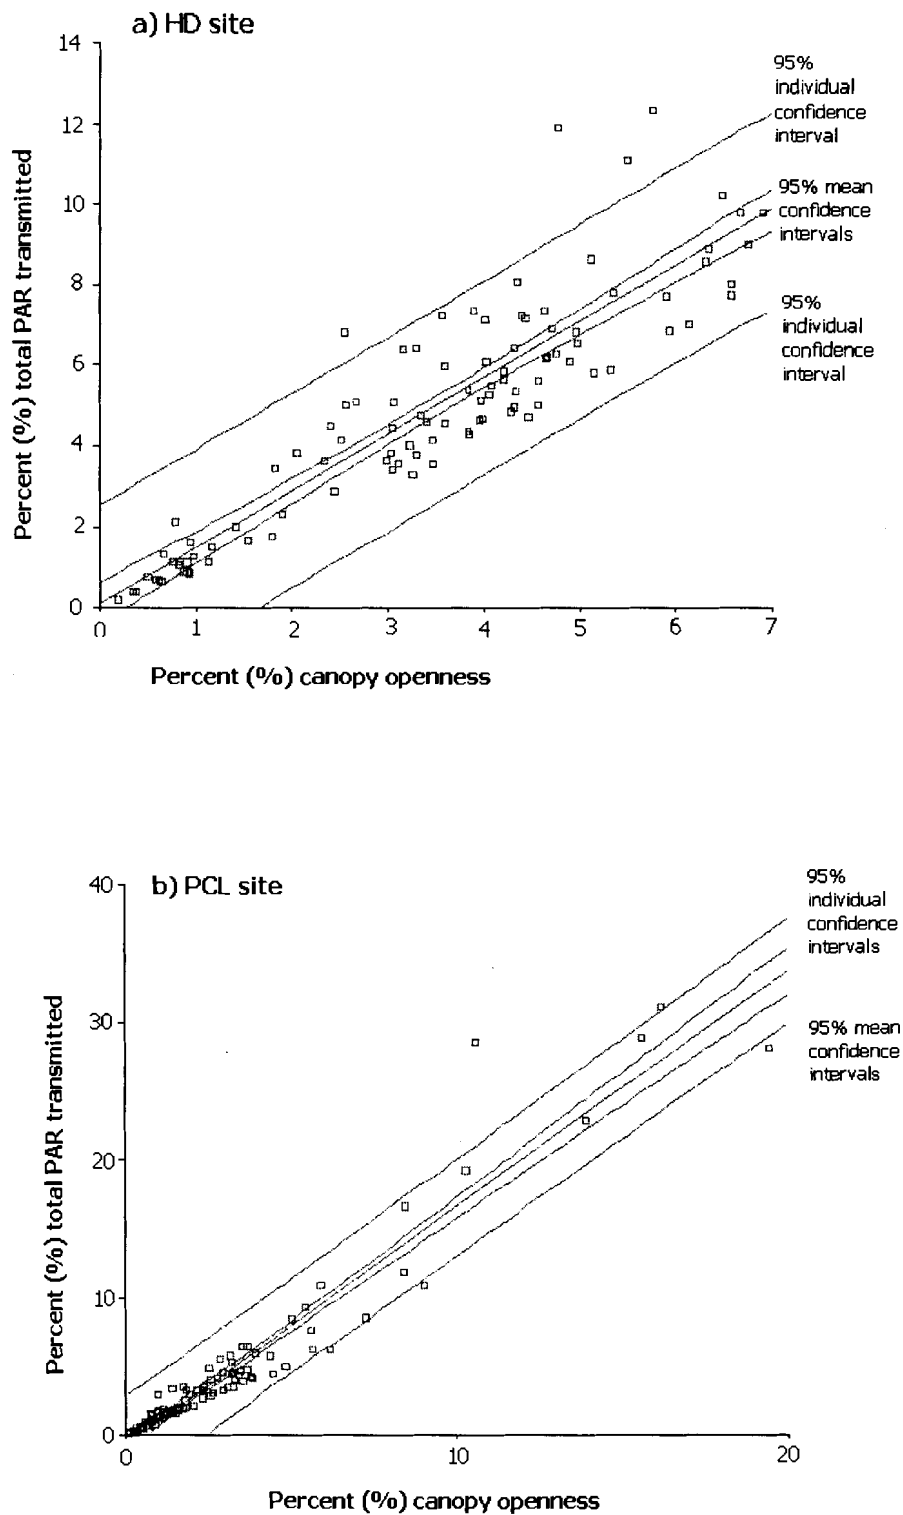 a) HD site
14
12
10
8
6
4
2
0
0 1 2 3 4 5 6 7
Percent (%) total PAR transmitted
Percent (%) canopy openness
95%
individual
confidence
interval
95% mean
confidence
intervals
95%
individual
confidence
interval
b) PCL site
40
30
20
10
0
0 10 20
Percent (%) total PAR transmitted
Percent (%) canopy openness
95%
individual
confidence
intervals
95% mean
confidence
intervals